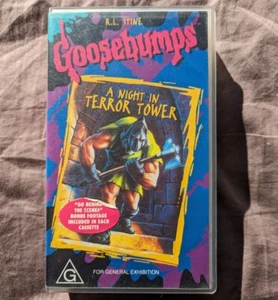 R.L. STINE
Goosebumps
A NIGHT IN
TERROR TOWER
"GO BEHIND
THE SCENES"
BONUS FOOTAGE
INCLUDED IN EACH
CASSETTE
G
FOR GENERAL EXHIBITION